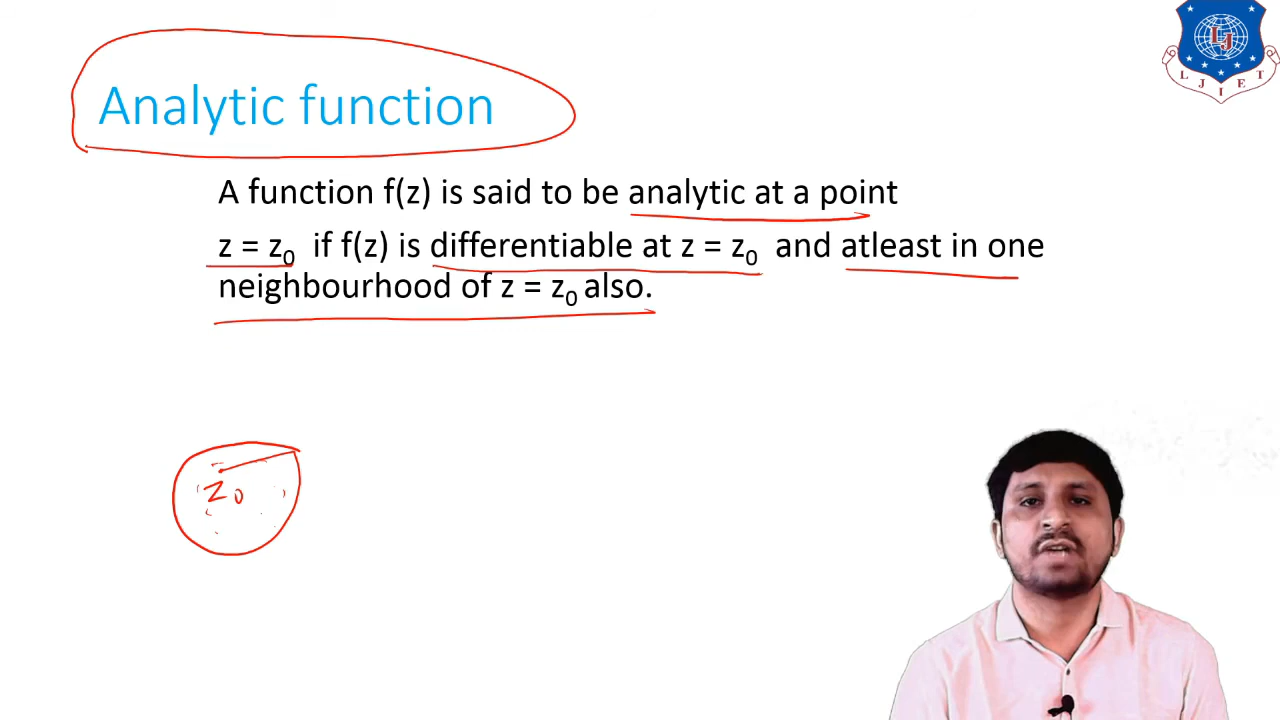 Analytic function
A function f(z) is said to be analytic at a point
z = z₀ if f(z) is differentiable at z = z₀ and atleast in one
neighbourhood of z = z₀ also.
z₀
LJ
L J I E T